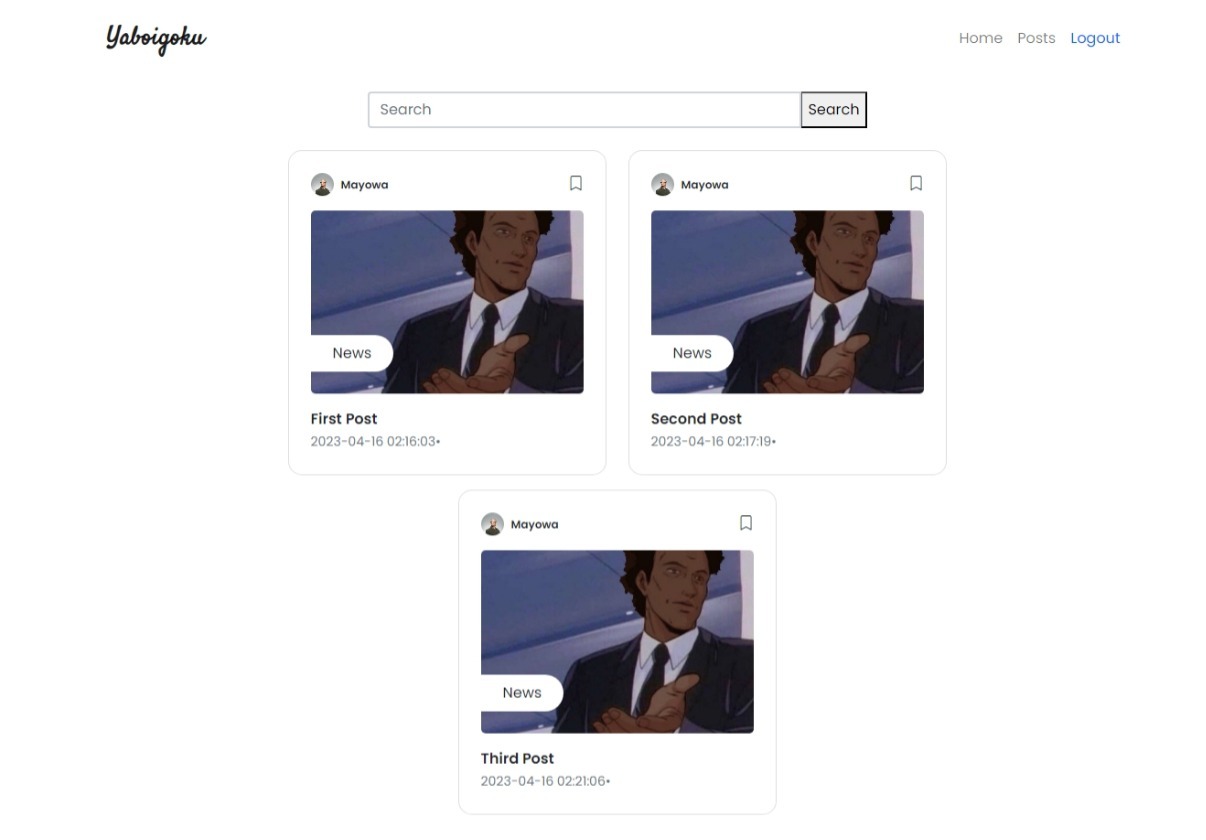 Yaboigoku
Home Posts Logout
Search Search
Mayowa
News
First Post
2023-04-16 02:16:03•
Mayowa
News
Second Post
2023-04-16 02:17:19•
Mayowa
News
Third Post
2023-04-16 02:21:06•